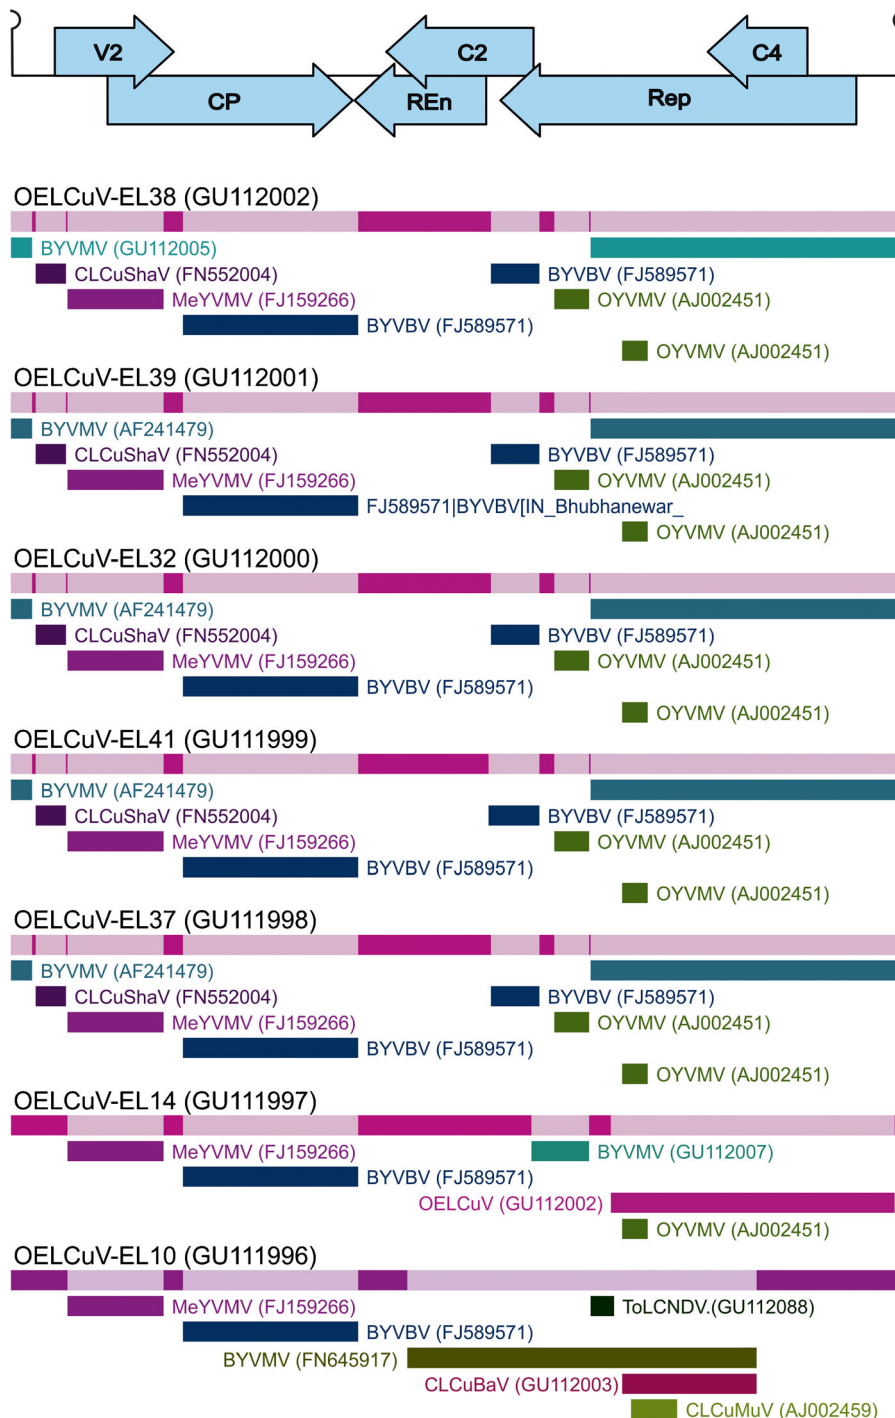 V2
C2
C4
CP
REn
Rep
OELCuV-EL38 (GU112002)
BYVMV (GU112005)
CLCuShaV (FN552004)
BYVBV (FJ589571)
MeYVMV (FJ159266)
OYVMV (AJ002451)
BYVBV (FJ589571)
OYVMV (AJ002451)
OELCuV-EL39 (GU112001)
BYVMV (AF241479)
CLCuShaV (FN552004)
BYVBV (FJ589571)
MeYVMV (FJ159266)
OYVMV (AJ002451)
FJ589571|BYVBV[IN_Bhubhanewar_
OYVMV (AJ002451)
OELCuV-EL32 (GU112000)
BYVMV (AF241479)
CLCuShaV (FN552004)
BYVBV (FJ589571)
MeYVMV (FJ159266)
OYVMV (AJ002451)
BYVBV (FJ589571)
OYVMV (AJ002451)
OELCuV-EL41 (GU111999)
BYVMV (AF241479)
CLCuShaV (FN552004)
BYVBV (FJ589571)
MeYVMV (FJ159266)
OYVMV (AJ002451)
BYVBV (FJ589571)
OYVMV (AJ002451)
OELCuV-EL37 (GU111998)
BYVMV (AF241479)
CLCuShaV (FN552004)
BYVBV (FJ589571)
MeYVMV (FJ159266)
OYVMV (AJ002451)
BYVBV (FJ589571)
OYVMV (AJ002451)
OELCuV-EL14 (GU111997)
MeYVMV (FJ159266)
BYVMV (GU112007)
BYVBV (FJ589571)
OELCuV (GU112002)
OYVMV (AJ002451)
OELCuV-EL10 (GU111996)
MeYVMV (FJ159266)
ToLCNDV.(GU112088)
BYVBV (FJ589571)
BYVMV (FN645917)
CLCuBaV (GU112003)
CLCuMuV (AJ002459)